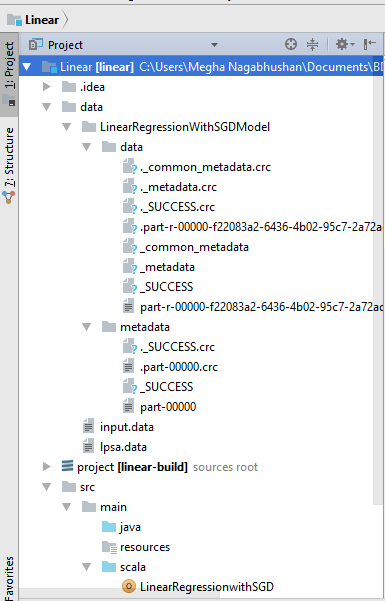 Linear
Project
Linear [linear] C:\Users\Megha Nagabhushan\Documents\
.idea
data
LinearRegressionWithSGDModel
data
._common_metadata.crc
._metadata.crc
._SUCCESS.crc
.part-r-00000-f22083a2-6436-4b02-95c7-2a72a
_common_metadata
_metadata
_SUCCESS
part-r-00000-f22083a2-6436-4b02-95c7-2a72a
metadata
._SUCCESS.crc
.part-00000.crc
_SUCCESS
part-00000
input.data
lpsa.data
project [linear-build] sources root
src
main
java
resources
scala
LinearRegressionwithSGD
1: Project
7: Structure
Favorites